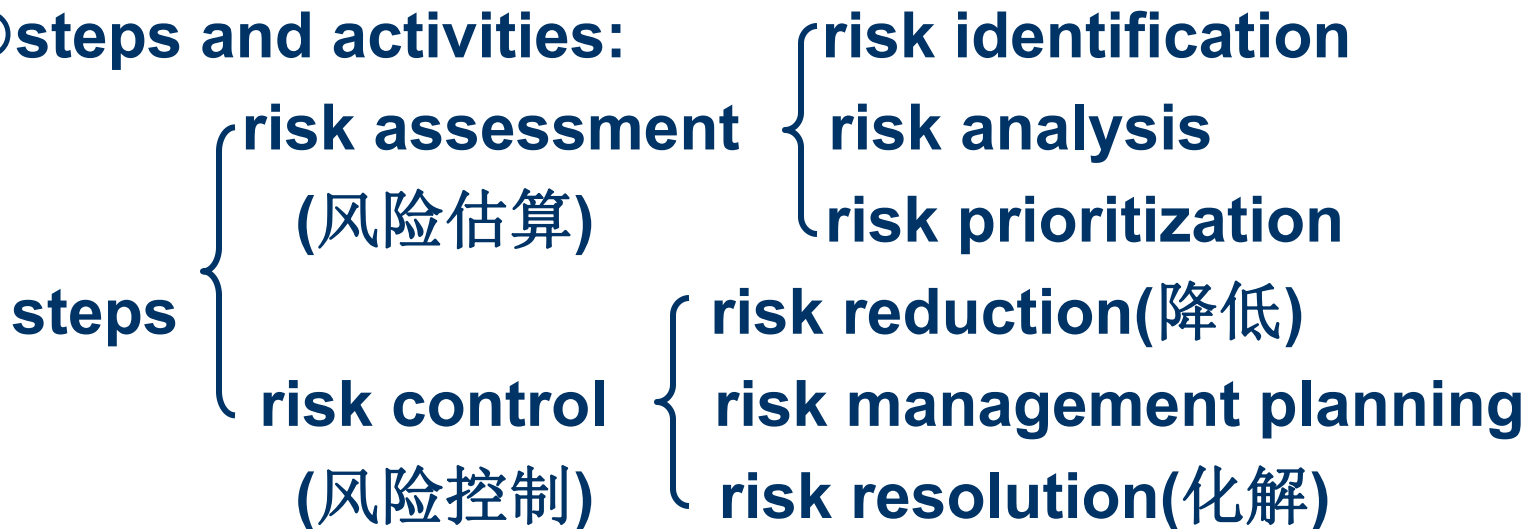 steps and activities:
risk identification
risk assessment
risk analysis
(风险估算)
risk prioritization
steps
risk reduction(降低)
risk control
risk management planning
(风险控制)
risk resolution(化解)